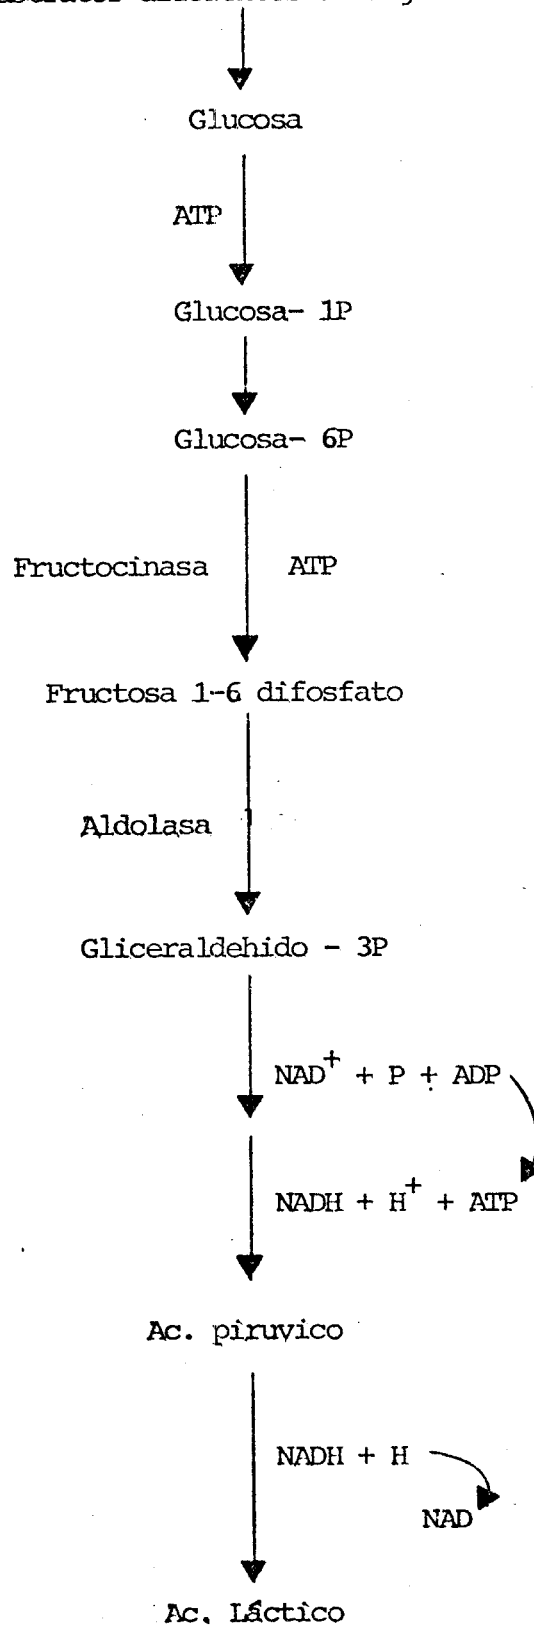 Glucosa
ATP
Glucosa- 1P
Glucosa- 6P
Fructocinasa ATP
Fructosa 1-6 difosfato
Aldolasa
Gliceraldehido - 3P
NAD+ + P + ADP
NADH + H+ + ATP
Ac. piruvico
NADH + H
NAD
Ac. Láctico